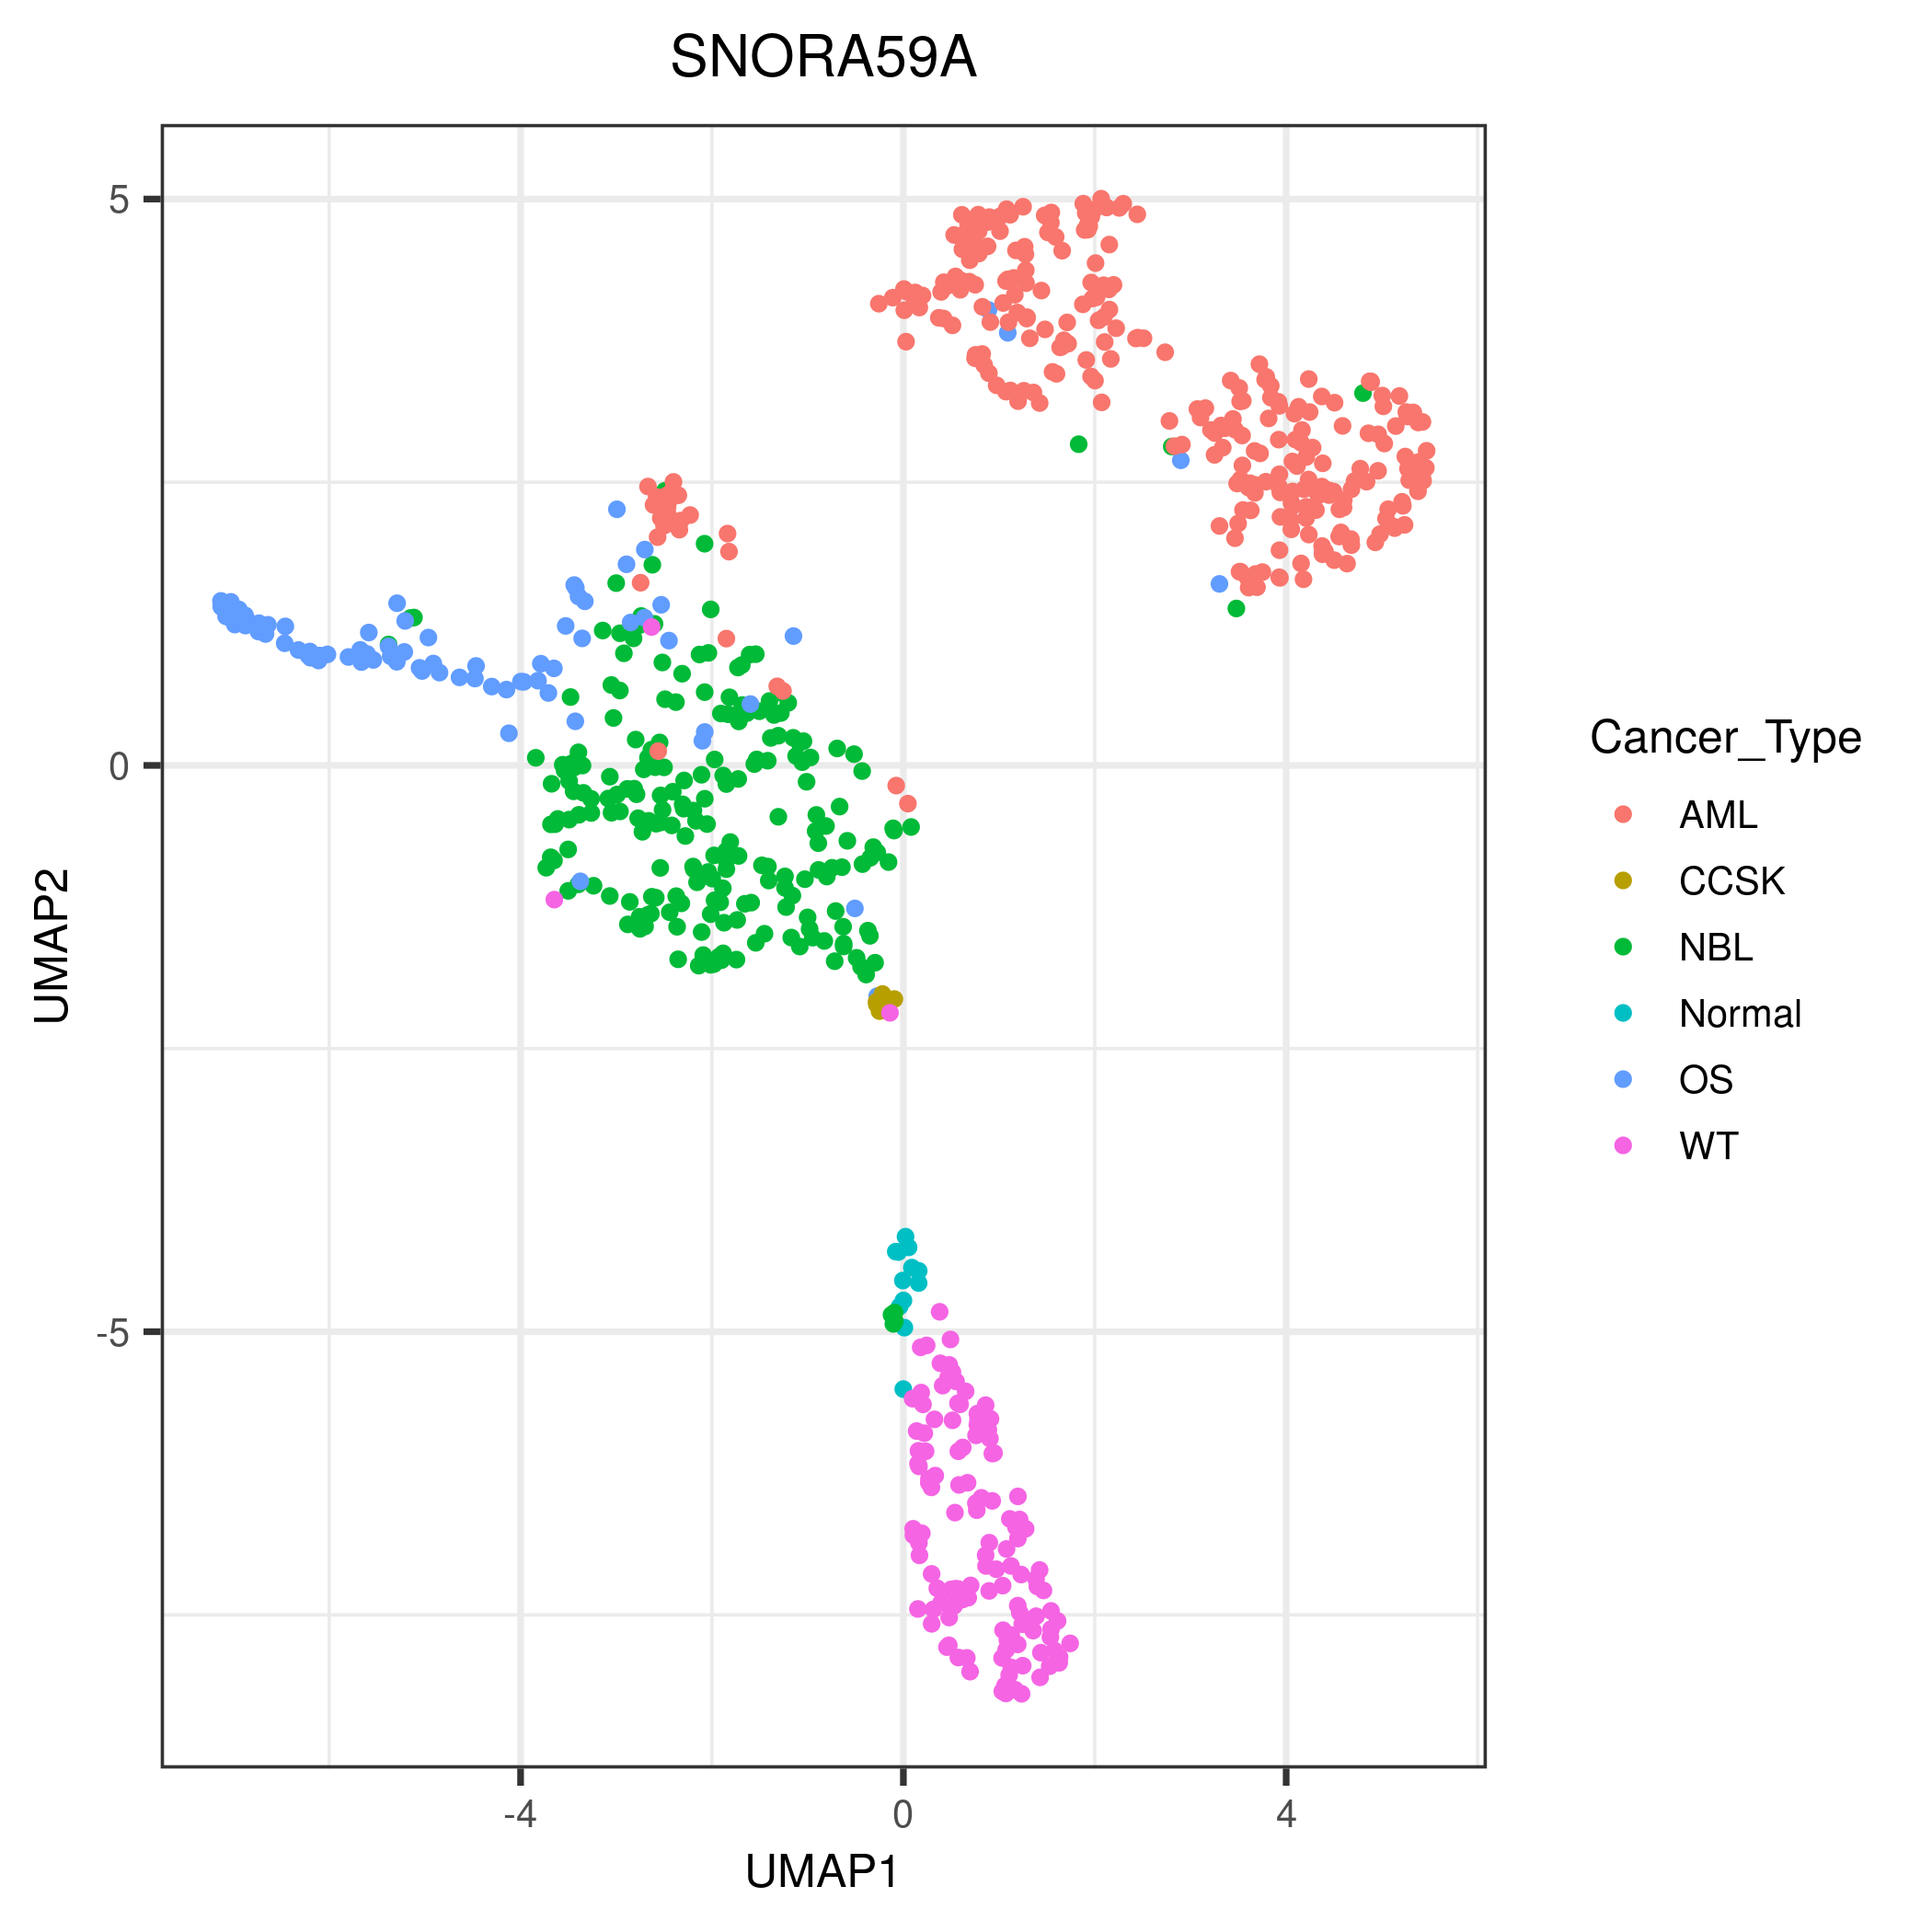 SNORA59A
5
0
-5
UMAP2
-4
0
4
UMAP1
Cancer_Type
AML
CCSK
NBL
Normal
OS
WT